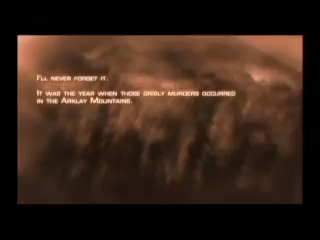 I'll never forget it.
It was the year when those grisly murders occurred
in the Arklay Mountains.